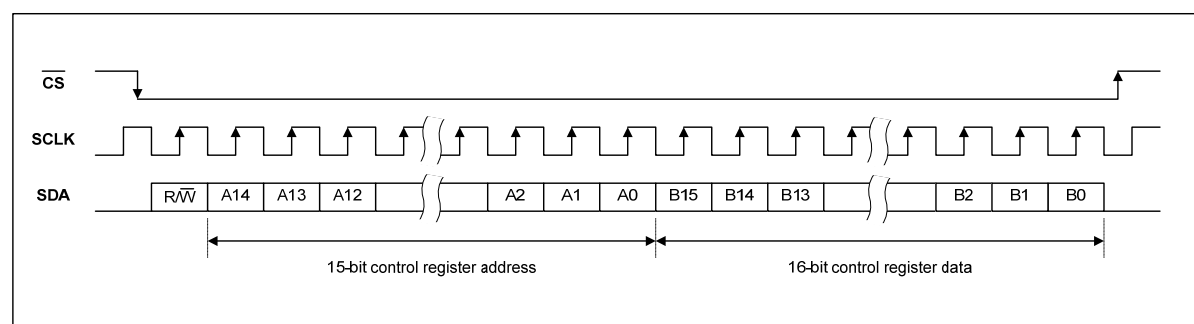 CS
SCLK
SDA R/W A14 A13 A12 A2 A1 A0 B15 B14 B13 B2 B1 B0
15-bit control register address 16-bit control register data